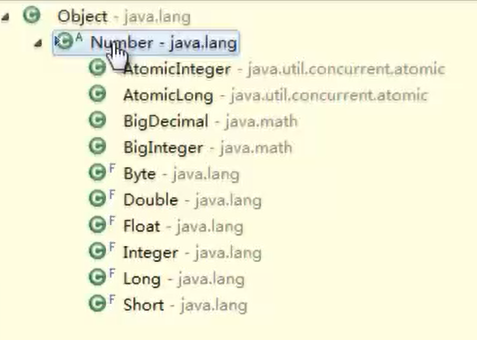 Object - java.lang
Number - java.lang
AtomicInteger - java.util.concurrent.atomic
AtomicLong - java.util.concurrent.atomic
BigDecimal - java.math
BigInteger - java.math
Byte - java.lang
Double - java.lang
Float - java.lang
Integer - java.lang
Long - java.lang
Short - java.lang